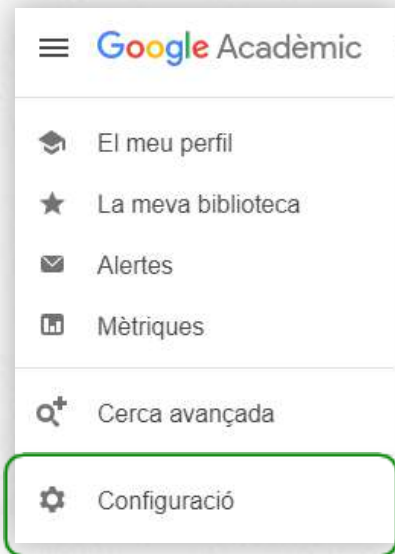 Google Acadèmic
El meu perfil
La meva biblioteca
Alertes
Mètriques
Cerca avançada
Configuració